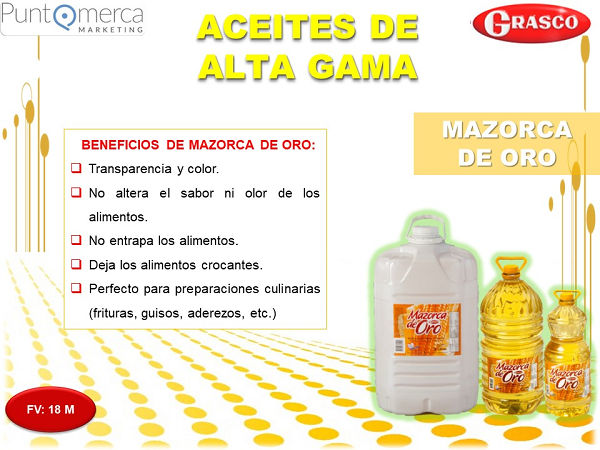 PuntQmerca
MARKETING
ACEITES DE
ALTA GAMA
GRASCO
MAZORCA
DE ORO
BENEFICIOS DE MAZORCA DE ORO:
Transparencia y color.
No altera el sabor ni olor de los
alimentos.
No entrapa los alimentos.
Deja los alimentos crocantes.
Perfecto para preparaciones culinarias
(frituras, guisos, aderezos, etc.)
Mazorca
de Oro
Mazorca
de Oro
Mazorca
de Oro
FV: 18 M